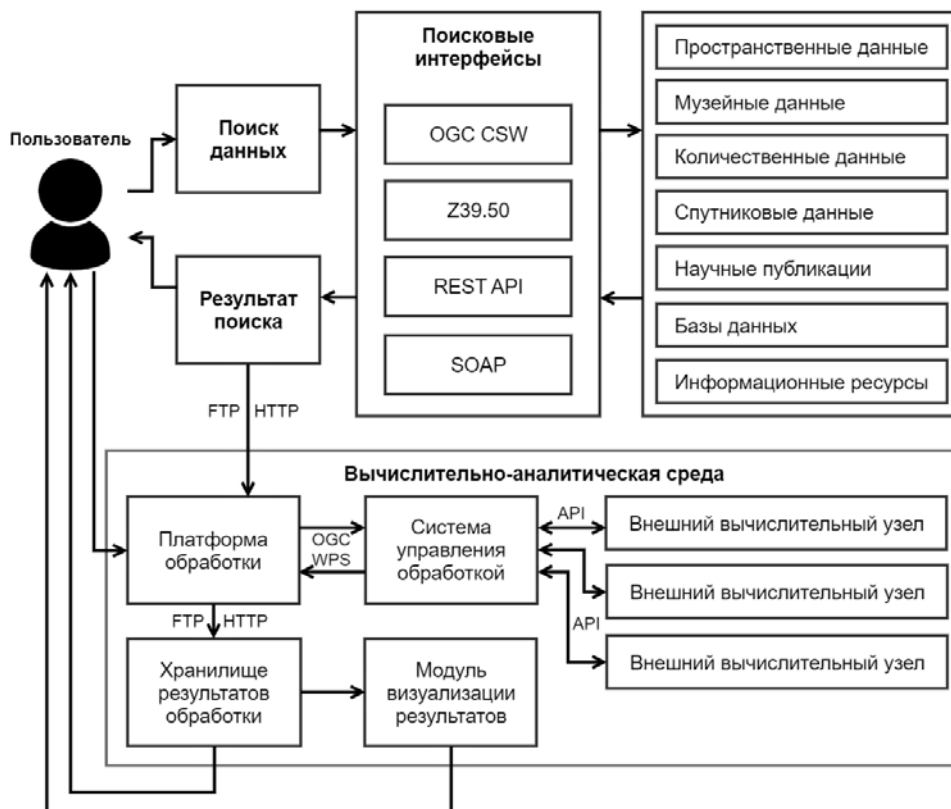 Пользователь
Поиск
данных
Результат
поиска
Поисковые
интерфейсы
OGC CSW
Z39.50
REST API
SOAP
Пространственные данные
Музейные данные
Количественные данные
Спутниковые данные
Научные публикации
Базы данных
Информационные ресурсы
FTP HTTP
Вычислительно-аналитическая среда
Платформа
обработки
OGC
WPS
Система
управления
обработкой
API
API
Внешний вычислительный узел
Внешний вычислительный узел
Внешний вычислительный узел
FTP HTTP
Хранилище
результатов
обработки
Модуль
визуализации
результатов